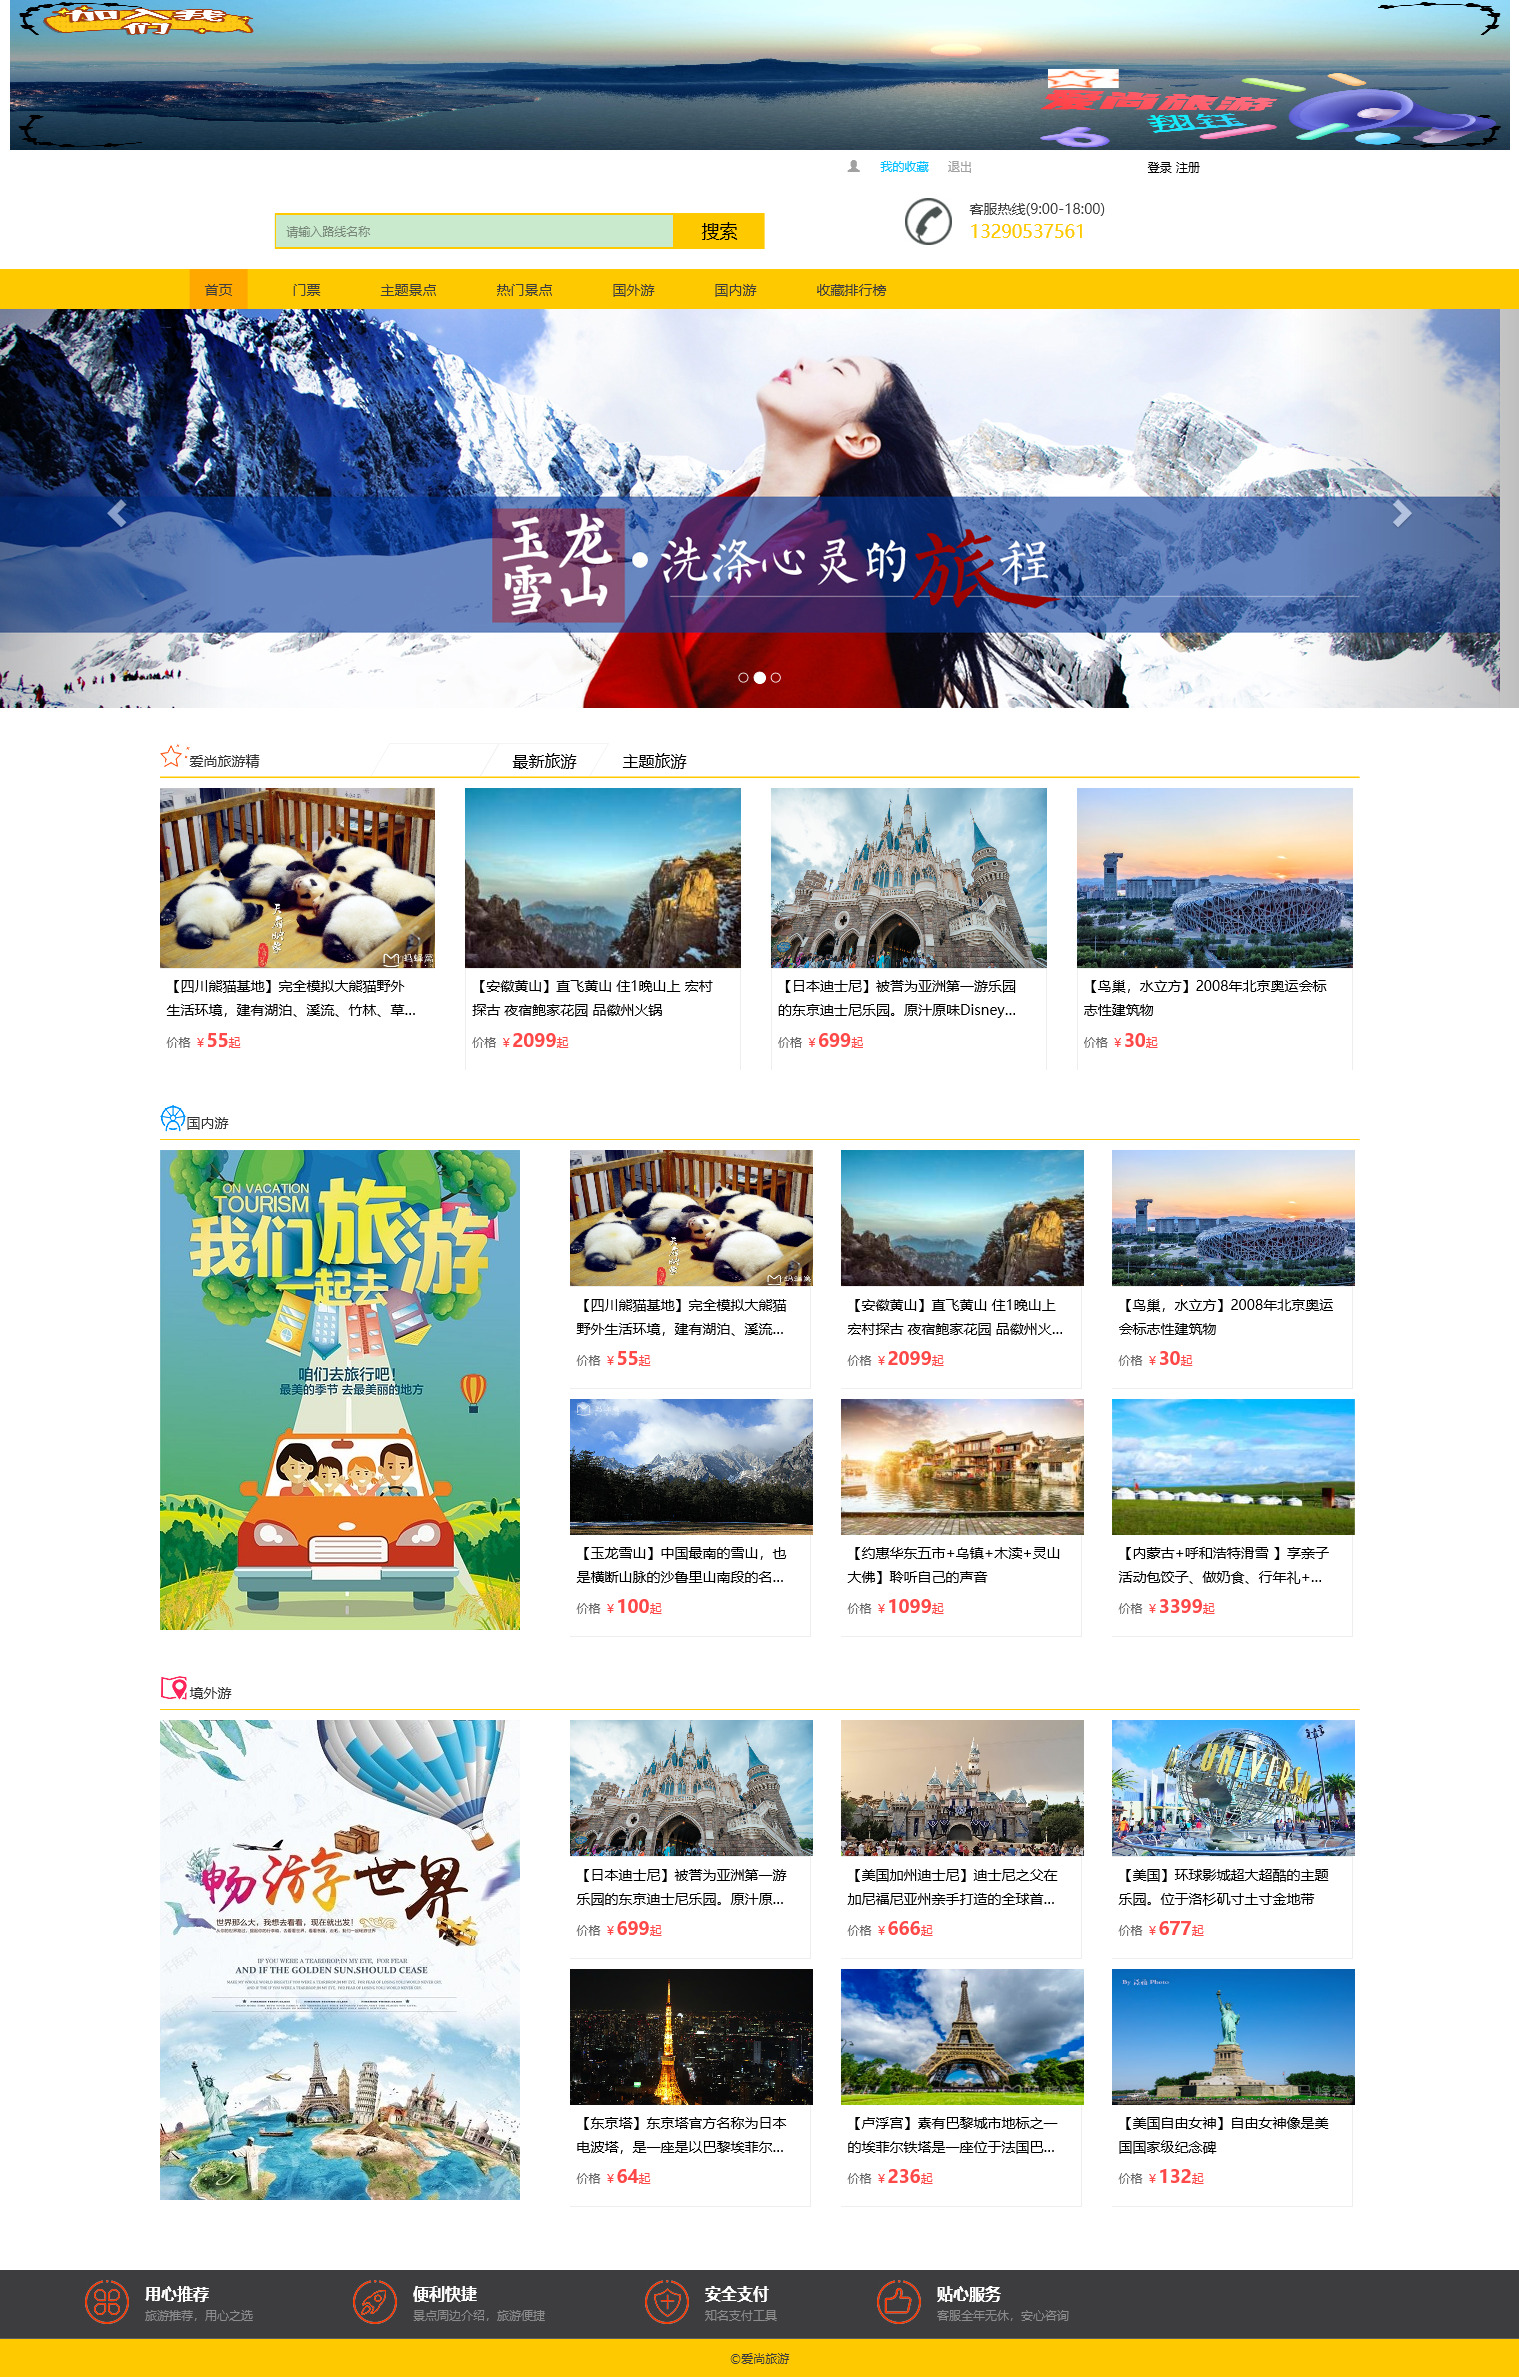 加入我们
爱尚旅游
翔钰
我的收藏 退出 登录 注册
客服热线(9:00-18:00)
13290537561
请输入路线名称 搜索
首页 门票 主题景点 热门景点 国外游 国内游 收藏排行榜
玉龙雪山·洗涤心灵的旅程
爱尚旅游精 最新旅游 主题旅游
【四川熊猫基地】完全模拟大熊猫野外
生活环境，建有湖泊、溪流、竹林、草...
价格 ￥55起
【安徽黄山】直飞黄山 住1晚山上 宏村
探古 夜宿鲍家花园 品徽州火锅
价格 ￥2099起
【日本迪士尼】被誉为亚洲第一游乐园
的东京迪士尼乐园。原汁原味Disney...
价格 ￥699起
【鸟巢，水立方】2008年北京奥运会标
志性建筑物
价格 ￥30起
国内游
ON VACATION
TOURISM
我们旅游
一起去
咱们去旅行吧!
最美的季节 去最美丽的地方
【四川熊猫基地】完全模拟大熊猫
野外生活环境，建有湖泊、溪流...
价格 ￥55起
【安徽黄山】直飞黄山 住1晚山上
宏村探古 夜宿鲍家花园 品徽州火...
价格 ￥2099起
【鸟巢，水立方】2008年北京奥运
会标志性建筑物
价格 ￥30起
【玉龙雪山】中国最南的雪山，也
是横断山脉的沙鲁里山南段的名...
价格 ￥100起
【约惠华东五市+乌镇+木渎+灵山
大佛】聆听自己的声音
价格 ￥1099起
【内蒙古+呼和浩特滑雪 】享亲子
活动包饺子、做奶食、行年礼+...
价格 ￥3399起
境外游
畅游世界
世界那么大，我想去看看，现在就出发！
IF YOU WERE A TEARDROP;IN MY EYE, FOR FEAR
AND IF THE GOLDEN SUN,SHOULD CEASE
【日本迪士尼】被誉为亚洲第一游
乐园的东京迪士尼乐园。原汁原...
价格 ￥699起
【美国加州迪士尼】迪士尼之父在
加尼福尼亚州亲手打造的全球首...
价格 ￥666起
UNIVERSA
【美国】环球影城超大超酷的主题
乐园。位于洛杉矶寸土寸金地带
价格 ￥677起
【东京塔】东京塔官方名称为日本
电波塔，是一座是以巴黎埃菲尔...
价格 ￥64起
【卢浮宫】素有巴黎城市地标之一
的埃菲尔铁塔是一座位于法国巴...
价格 ￥236起
【美国自由女神】自由女神像是美
国国家级纪念碑
价格 ￥132起
用心推荐
旅游推荐，用心之选
便利快捷
景点周边介绍，旅游便捷
安全支付
知名支付工具
贴心服务
客服全年无休，安心咨询
©爱尚旅游